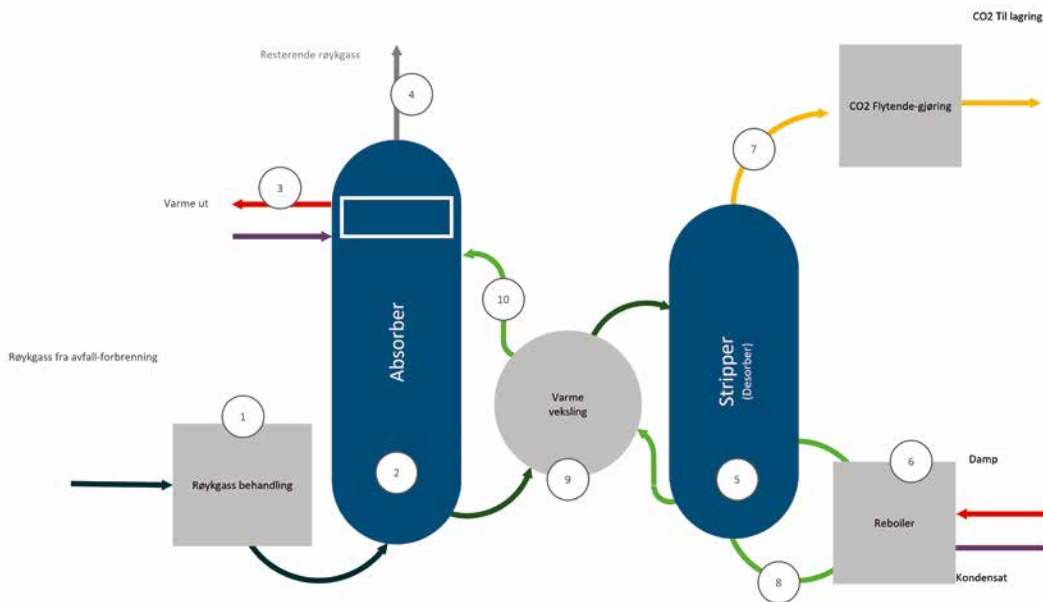 CO2 Til lagring
Resterende røykgass
4
CO2 Flytende-gjøring
7
3
Varme ut
10
Absorber
Stripper
(Desorber)
Røykgass fra avfall-forbrenning
Varme
veksling
1
2
9
5
6
Damp
Røykgass behandling
Reboiler
8
Kondensat